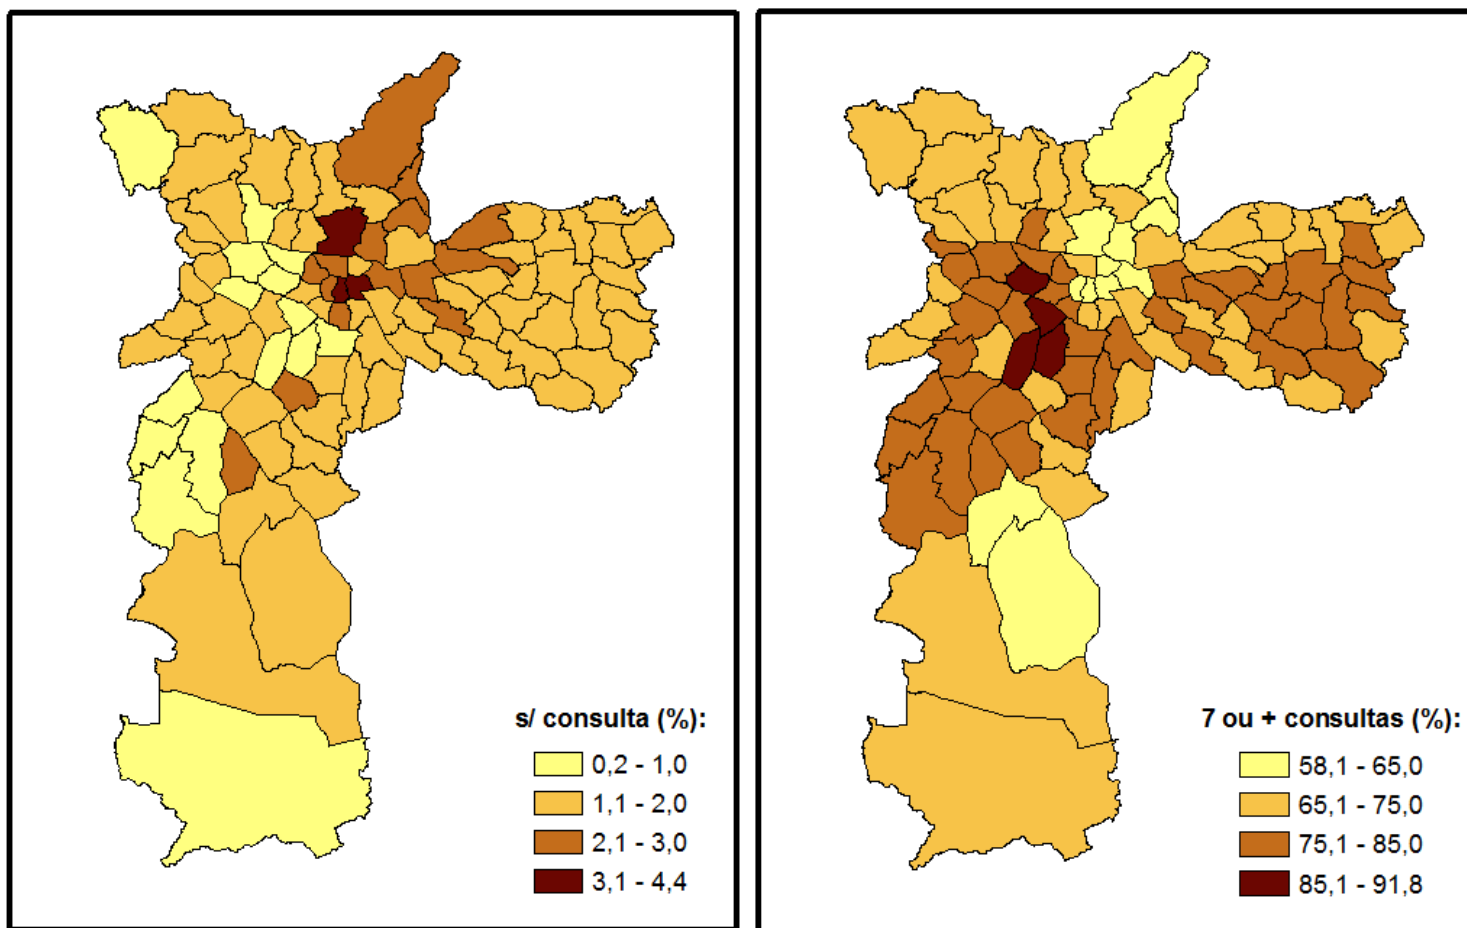 s/ consulta (%):
0,2 - 1,0
1,1 - 2,0
2,1 - 3,0
3,1 - 4,4
7 ou + consultas (%):
58,1 - 65,0
65,1 - 75,0
75,1 - 85,0
85,1 - 91,8